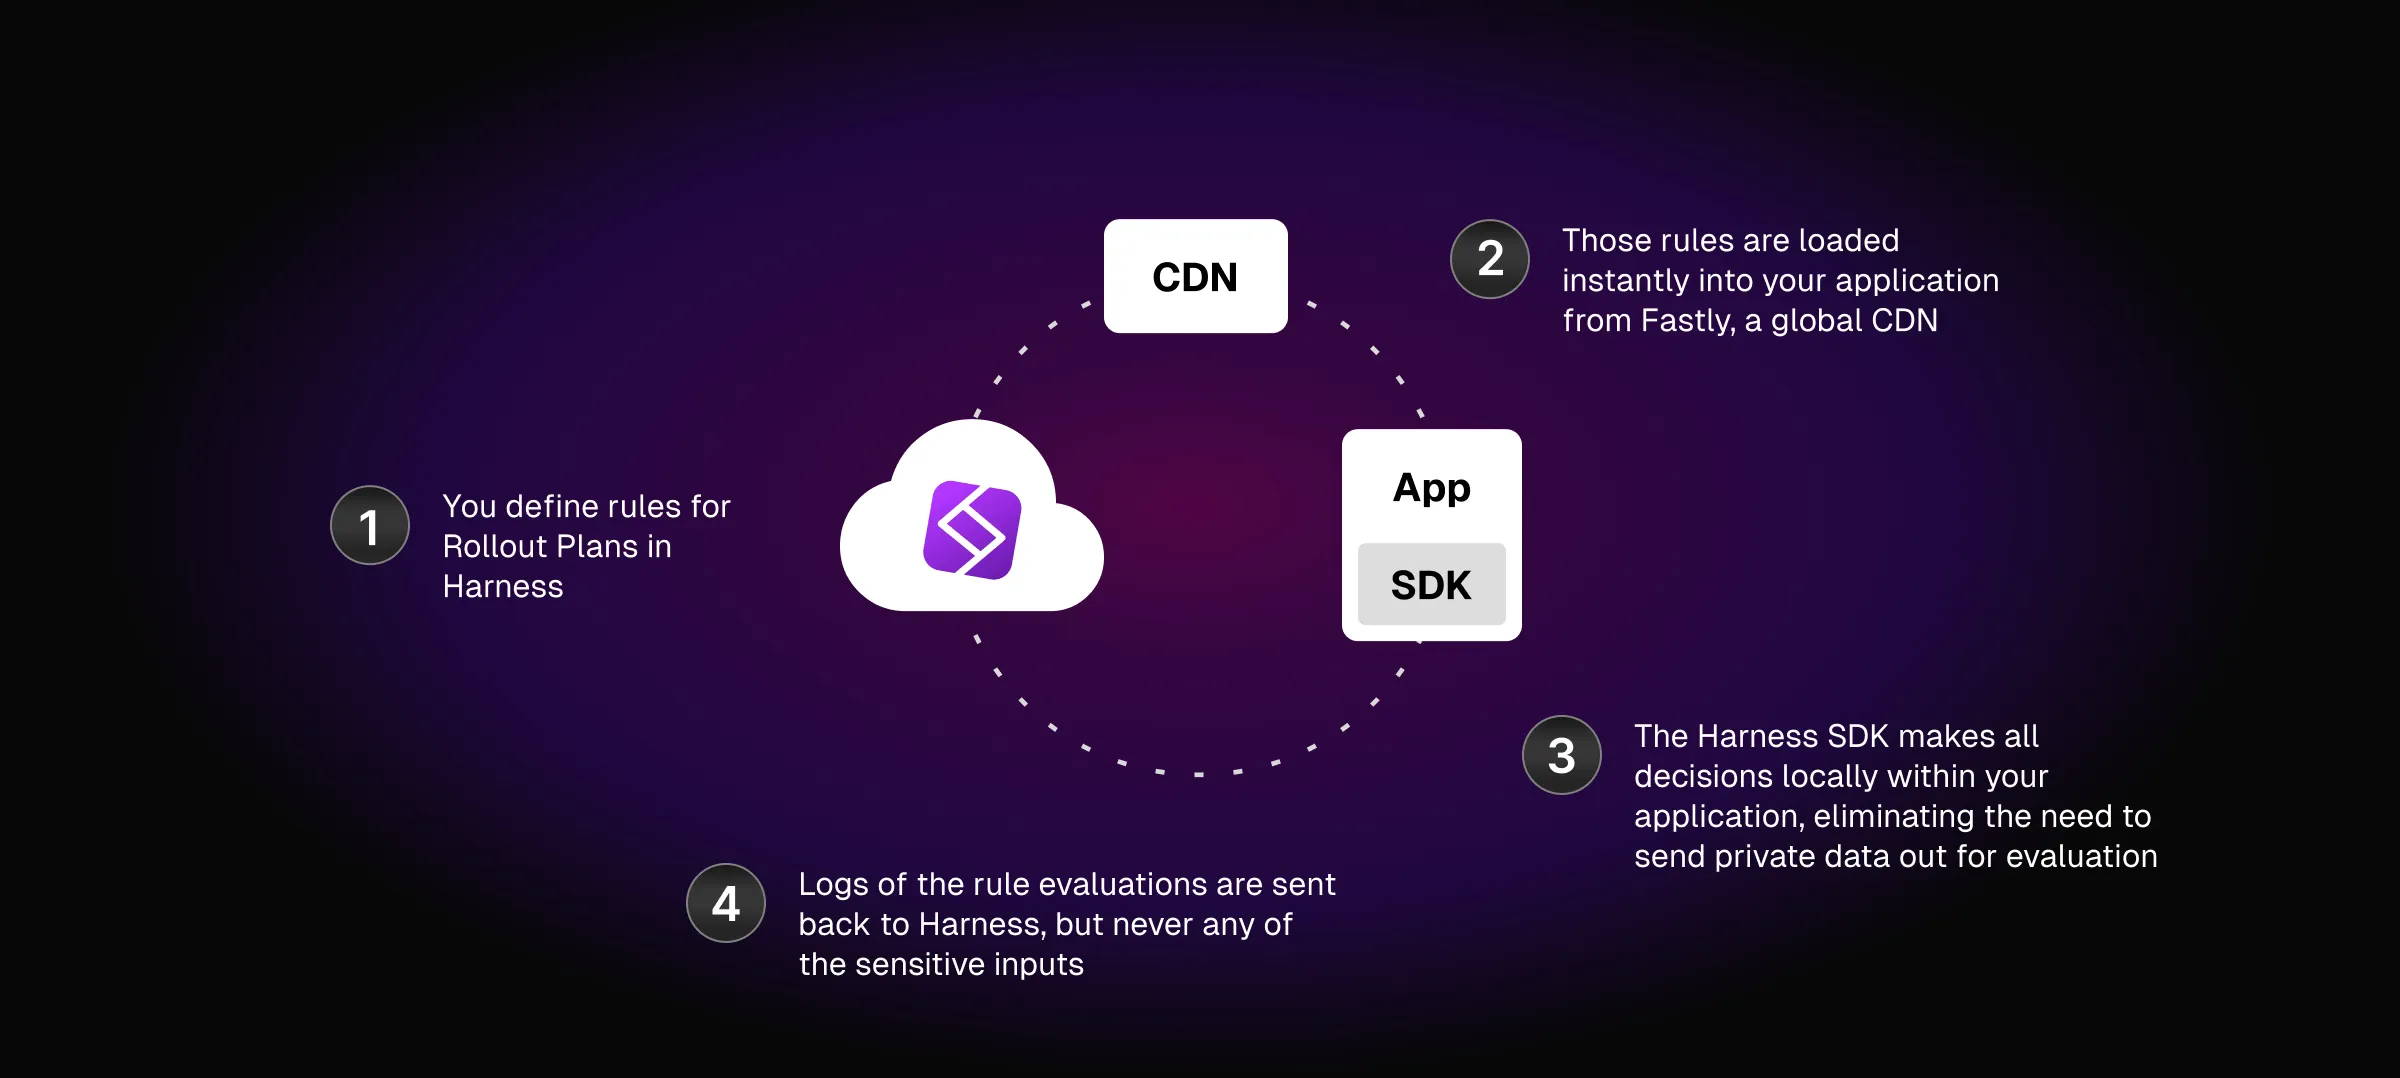 CDN
2
Those rules are loaded
instantly into your application
from Fastly, a global CDN
1
You define rules for
Rollout Plans in
Harness
App
SDK
3
The Harness SDK makes all
decisions locally within your
application, eliminating the need to
send private data out for evaluation
4
Logs of the rule evaluations are sent
back to Harness, but never any of
the sensitive inputs